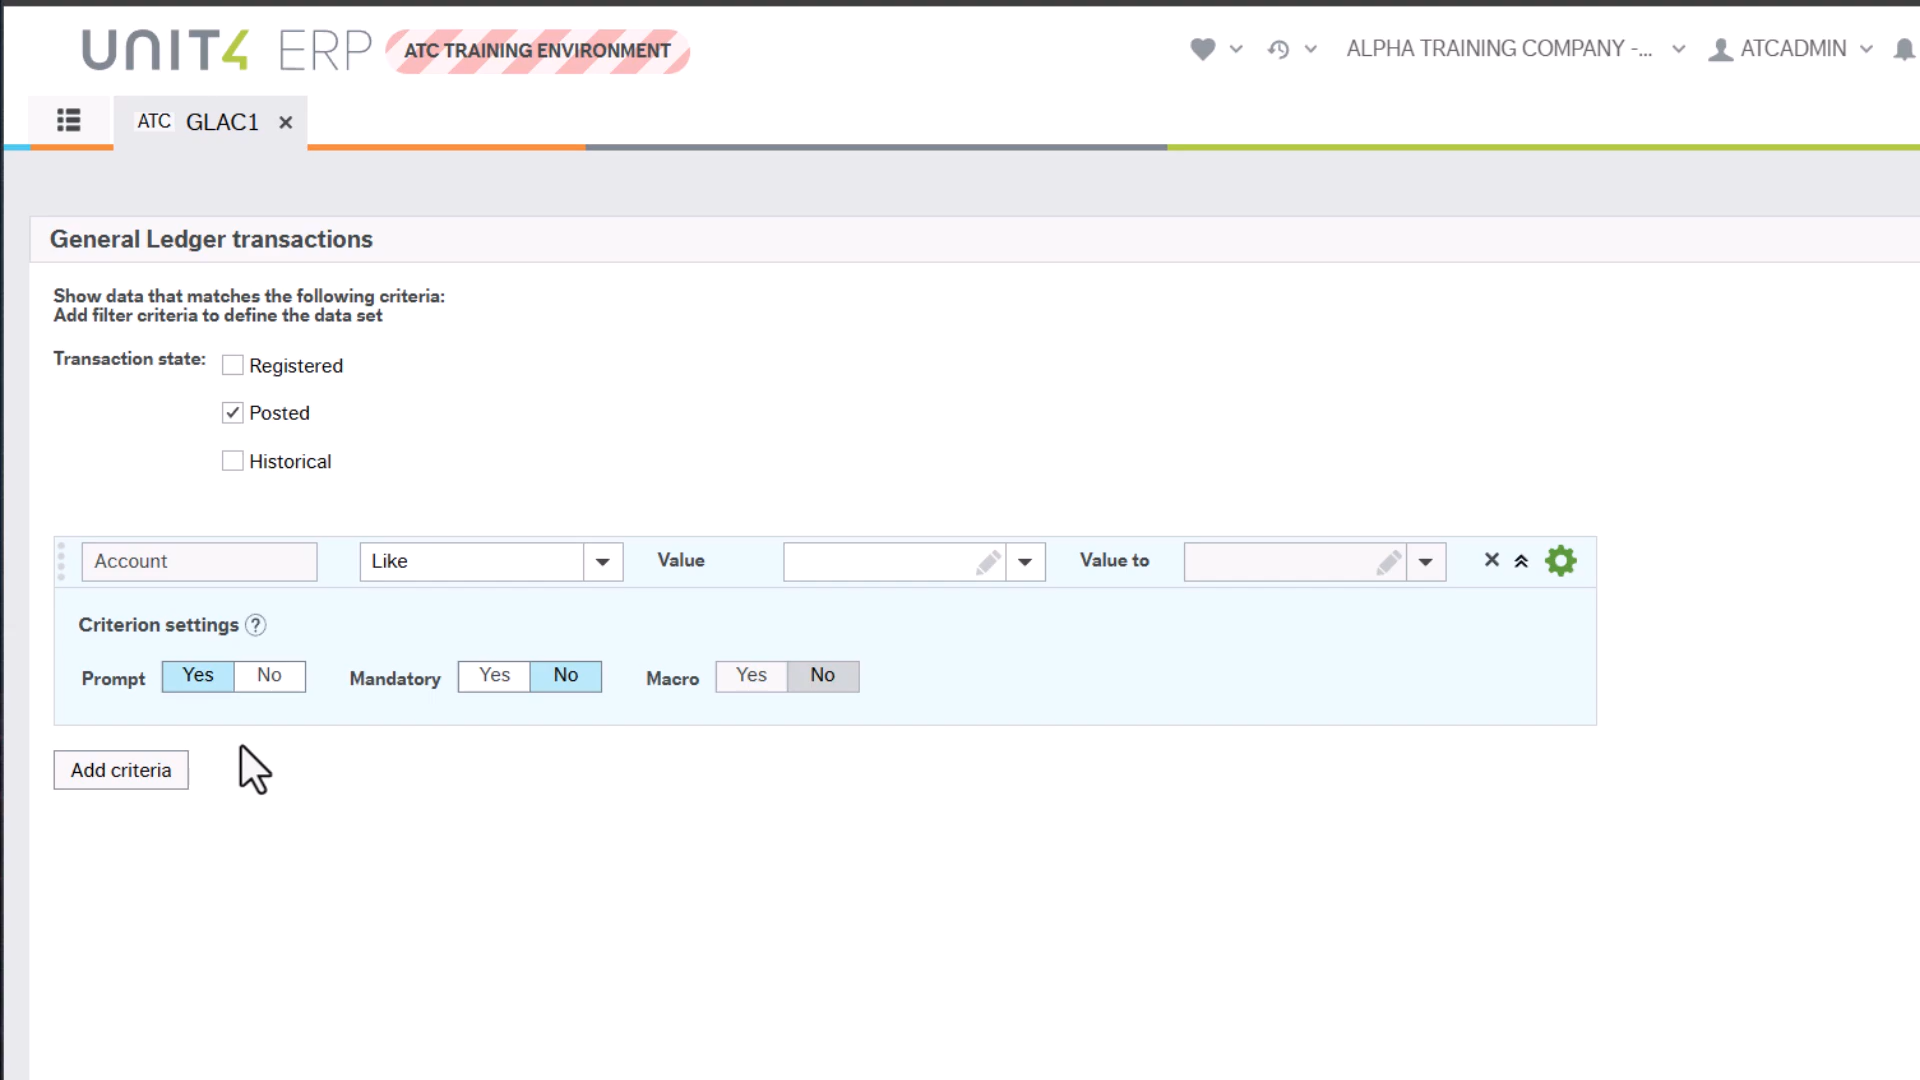 UNIT4 ERP ATC TRAINING ENVIRONMENT ALPHA TRAINING COMPANY -... ATCADMIN
ATC GLAC1
General Ledger transactions
Show data that matches the following criteria:
Add filter criteria to define the data set
Transaction state: Registered
Posted
Historical
Account Like Value Value to
Criterion settings ?
Prompt Yes No Mandatory Yes No Macro Yes No
Add criteria